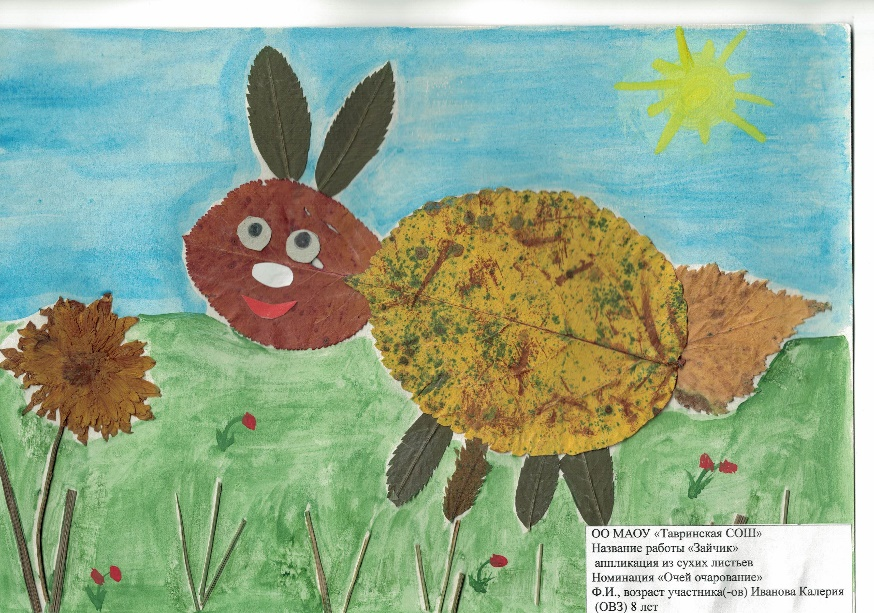 ОО МАОУ «Тавринская СОШ»
Название работы «Зайчик»
аппликация из сухих листьев
Номинация «Очей очарование»
Ф.И., возраст участника(-ов) Иванова Калерия
(ОВЗ) 8 лет